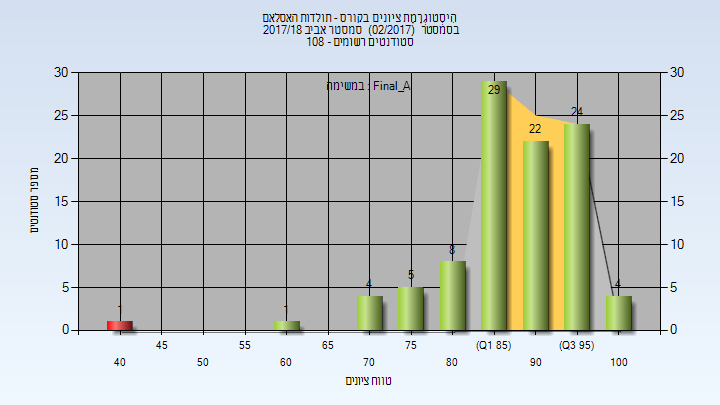 היסטוגרמת ציונים בקורס - תולדות האסלאם
בסמסטר (02/2017) סמסטר אביב 2017/18
סטודנטים רשומים - 108
במשימה : Final_A
מספר סטודנטים
30 30
25 25
20 20
15 15
10 10
5 5
0 0
1 1 4 5 8 29 22 24 4
45 55 65 75 (Q1 85) (Q3 95)
40 50 60 70 80 90 100
טווח ציונים